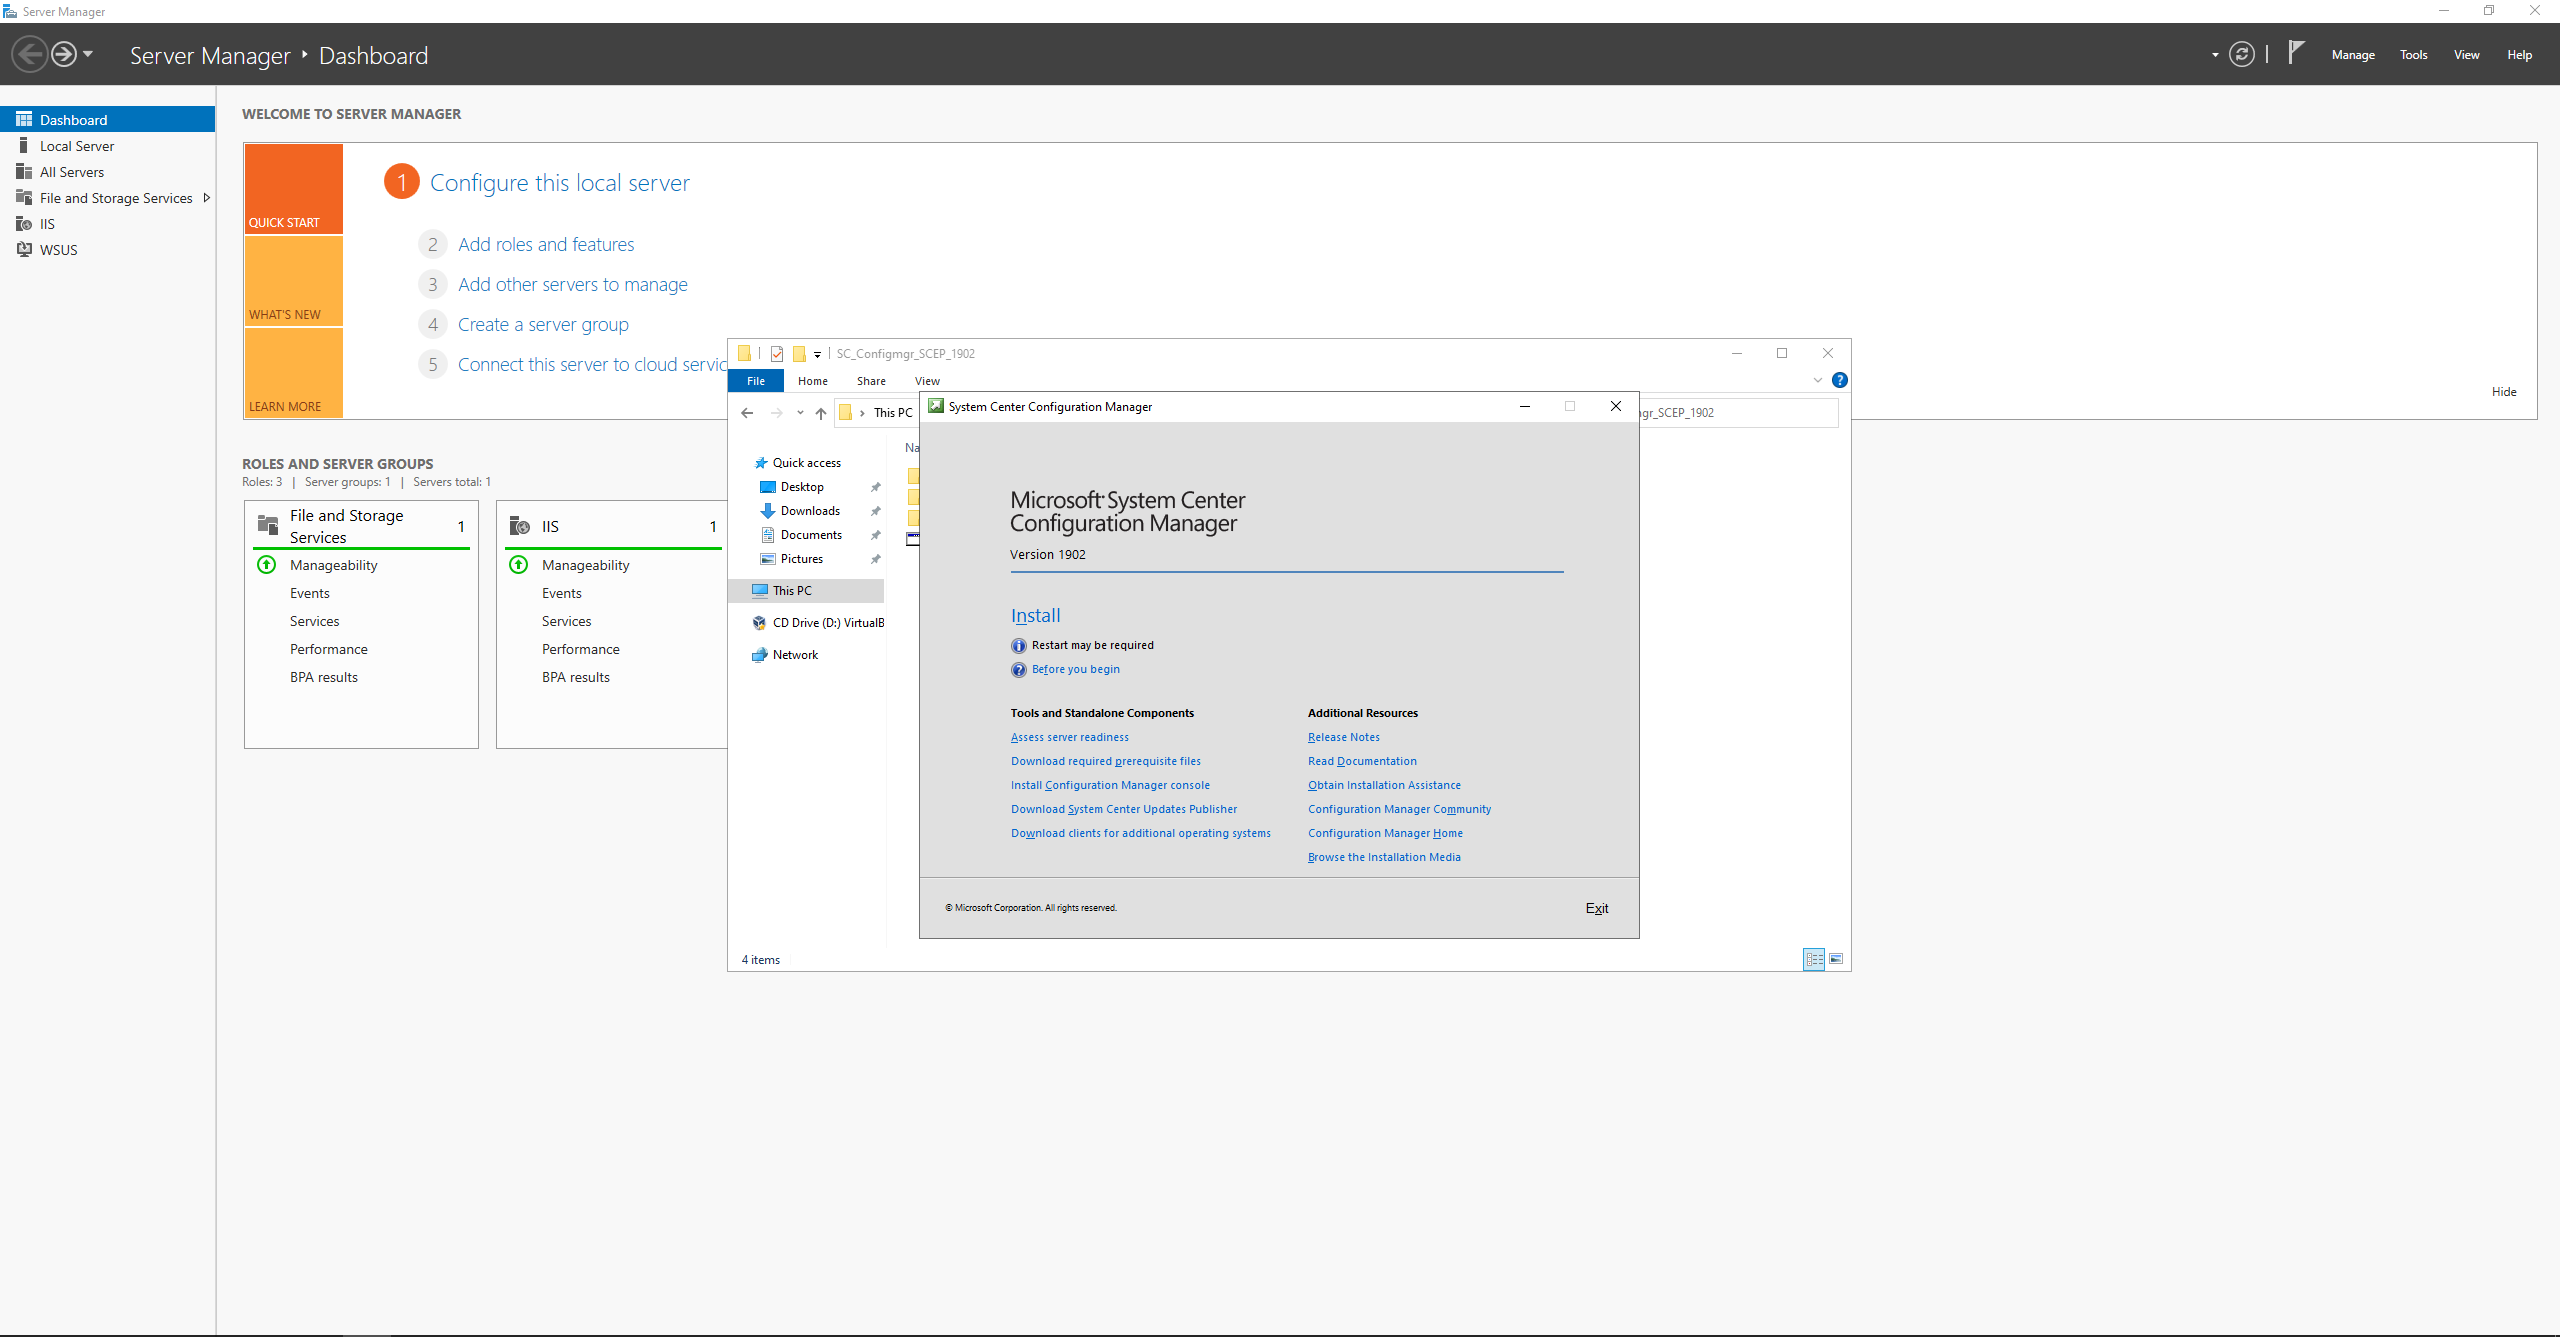 Server Manager
Server Manager Dashboard
Manage Tools View Help
Dashboard
Local Server
All Servers
File and Storage Services
IIS
WSUS
WELCOME TO SERVER MANAGER
QUICK START
WHAT'S NEW
LEARN MORE
1 Configure this local server
2 Add roles and features
3 Add other servers to manage
4 Create a server group
5 Connect this server to cloud servic
Hide
ROLES AND SERVER GROUPS
Roles: 3 | Server groups: 1 | Servers total: 1
File and Storage Services 1
Manageability
Events
Services
Performance
BPA results
IIS 1
Manageability
Events
Services
Performance
BPA results
SC_Configmgr_SCEP_1902
File Home Share View
This PC
gr_SCEP_1902
Na
Quick access
Desktop
Downloads
Documents
Pictures
This PC
CD Drive (D:) VirtualB
Network
4 items
System Center Configuration Manager
Microsoft System Center
Configuration Manager
Version 1902
Install
Restart may be required
Before you begin
Tools and Standalone Components
Assess server readiness
Download required prerequisite files
Install Configuration Manager console
Download System Center Updates Publisher
Download clients for additional operating systems
Additional Resources
Release Notes
Read Documentation
Obtain Installation Assistance
Configuration Manager Community
Configuration Manager Home
Browse the Installation Media
© Microsoft Corporation. All rights reserved.
Exit